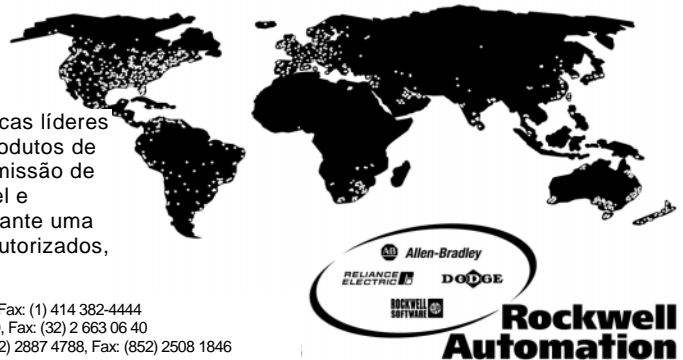 cas líderes
odutos de
missão de
el e
ante uma
utorizados,
Fax: (1) 414 382-4444
, Fax: (32) 2 663 06 40
2) 2887 4788, Fax: (852) 2508 1846
AB Allen-Bradley
RELIANCE
ELECTRIC
DODGE
ROCKWELL
SOFTWARE
Rockwell
Automation